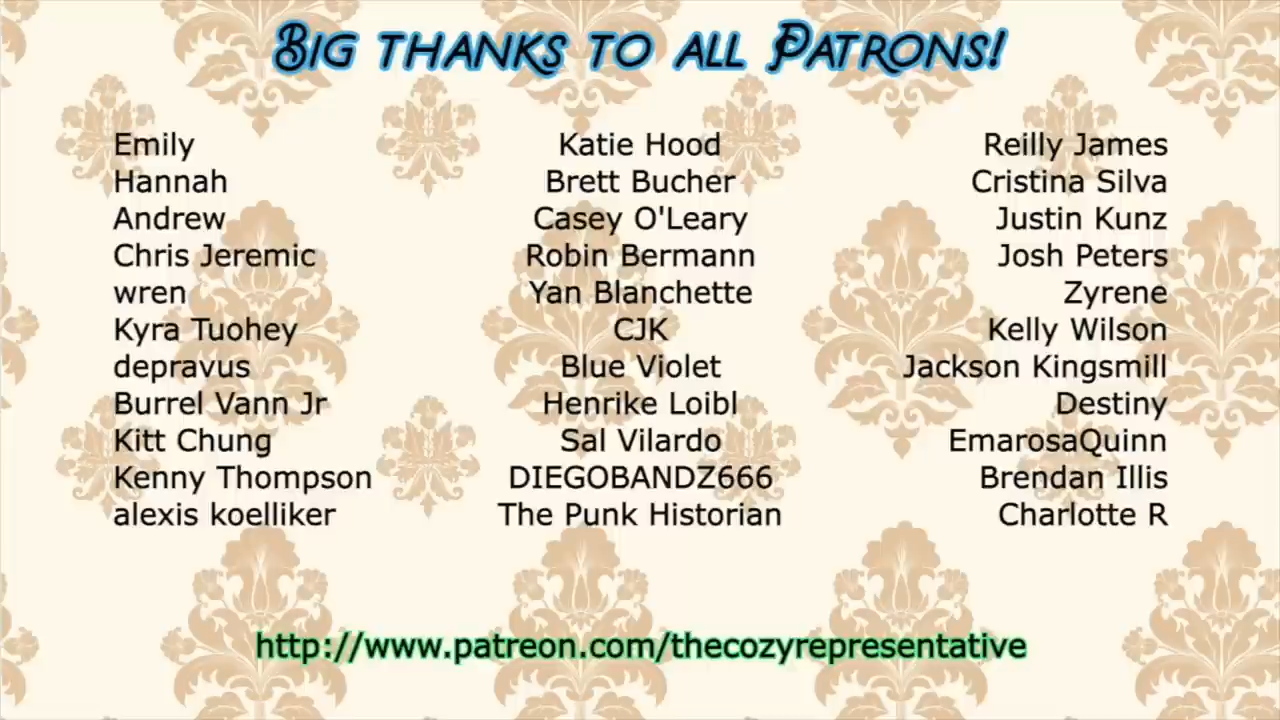 Big thanks to all Patrons!
Emily
Hannah
Andrew
Chris Jeremic
wren
Kyra Tuohey
depravus
Burrel Vann Jr
Kitt Chung
Kenny Thompson
alexis koelliker
Katie Hood
Brett Bucher
Casey O'Leary
Robin Bermann
Yan Blanchette
CJK
Blue Violet
Henrike Loibl
Sal Vilardo
DIEGOBANDZ666
The Punk Historian
Reilly James
Cristina Silva
Justin Kunz
Josh Peters
Zyrene
Kelly Wilson
Jackson Kingsmill
Destiny
EmarosaQuinn
Brendan Illis
Charlotte R
http://www.patreon.com/thecozyrepresentative